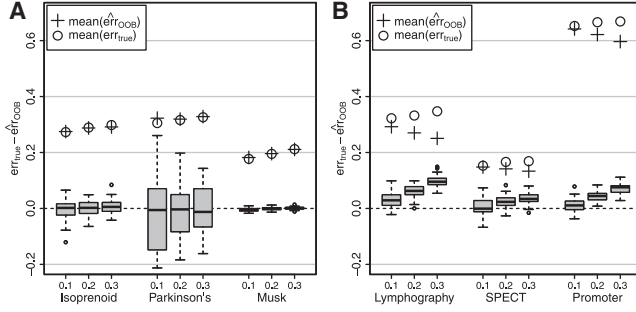 A
+ mean(êrr_OOB)
○ mean(err_true)
err_true − êrr_OOB
0.6
0.4
0.2
0.0
−0.2
0.1 0.2 0.3 0.1 0.2 0.3 0.1 0.2 0.3
Isoprenoid Parkinson's Musk
B
+ mean(êrr_OOB)
○ mean(err_true)
err_true − êrr_OOB
0.6
0.4
0.2
0.0
−0.2
0.1 0.2 0.3 0.1 0.2 0.3 0.1 0.2 0.3
Lymphography SPECT Promoter